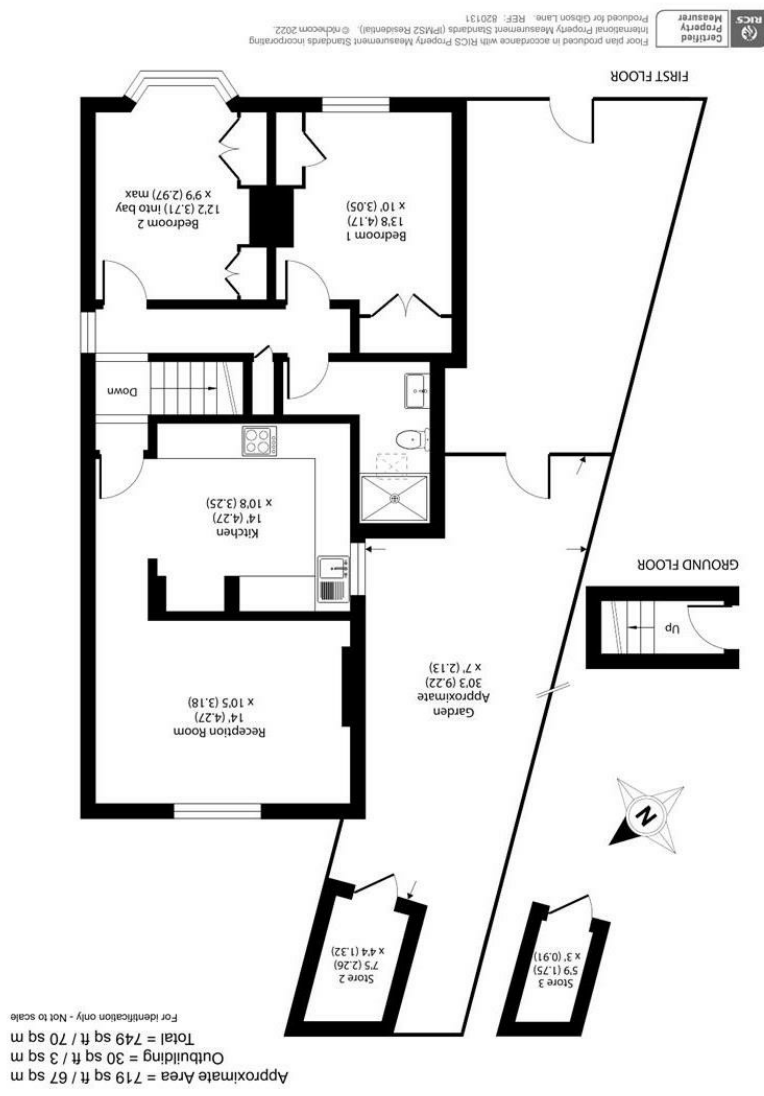 Approximate Area = 719 sq ft / 67 sq m
Outbuilding = 30 sq ft / 3 sq m
Total = 749 sq ft / 70 sq m
For identification only - Not to scale
Store 3
5'9 (1.75)
x 3' (0.91)
Store 2
7'5 (2.26)
x 4'4 (1.32)
N
Reception Room
14' (4.27)
x 10'5 (3.18)
Garden
Approximate
30'3 (9.22)
x 7' (2.13)
Up
GROUND FLOOR
Kitchen
14' (4.27)
x 10'8 (3.25)
Down
Bedroom 1
13'8 (4.17)
x 10' (3.05)
Bedroom 2
12'2 (3.71) into bay
x 9'9 (2.97) max
FIRST FLOOR
RICS
Certified
Property
Measurer
Floor plan produced in accordance with RICS Property Measurement Standards incorporating
International Property Measurement Standards (IPMS2 Residential). © nichecom 2022.
Produced for Gibson Lane. REF: 820131